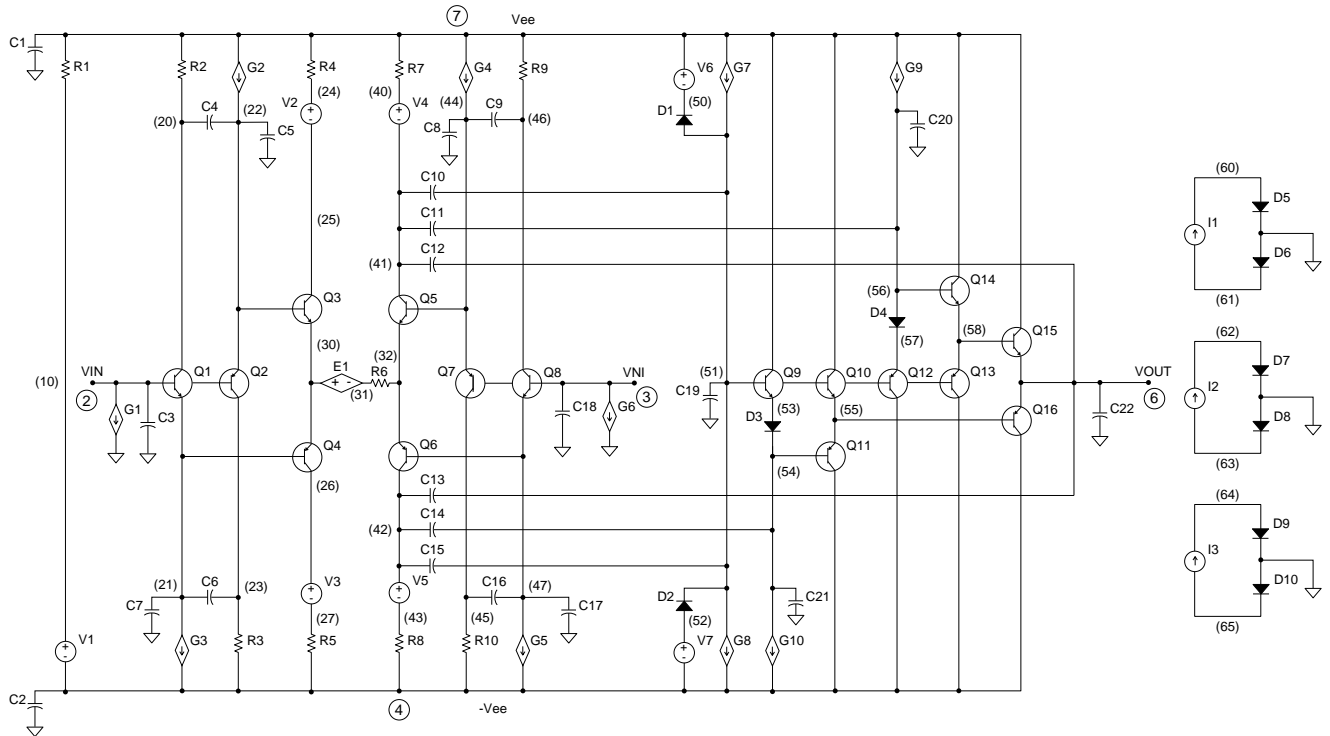 7 Vee
C1
R1
R2
G2
R4
R7
G4
R9
V6
G7
G9
C4
(20)
(22)
C5
V2
(24)
(40)
V4
(44)
C9
C8
(46)
(50)
D1
C20
C10
(25)
C11
(41)
C12
Q3
Q5
(56)
Q14
D4
(30)
(32)
(57)
(58)
Q15
VIN
Q1
Q2
E1
+ -
R6
(31)
Q7
Q8
VNI
(51)
Q9
Q10
Q12
Q13
VOUT
(10)
2
G1
C3
C18
3
G6
C19
(53)
D3
(55)
Q16
C22
6
Q4
Q6
Q11
(54)
(26)
C13
(42)
C14
C15
(21)
C6
(23)
V3
V5
C16
(47)
D2
C21
C7
(27)
(43)
(45)
C17
(52)
V1
G3
R3
R5
R8
R10
G5
V7
G8
G10
C2
4 -Vee
(60)
D5
I1
D6
(61)
(62)
D7
I2
D8
(63)
(64)
D9
I3
D10
(65)